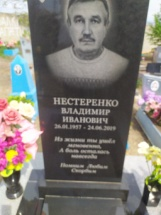 НЕСТЕРЕНКО
ВЛАДИМИР
ИВАНОВИЧ
26.01.1957 - 24.06.2019
Из жизни ты ушёл
мгновенно,
А боль осталась
навсегда
Помним Любим
Скорбим